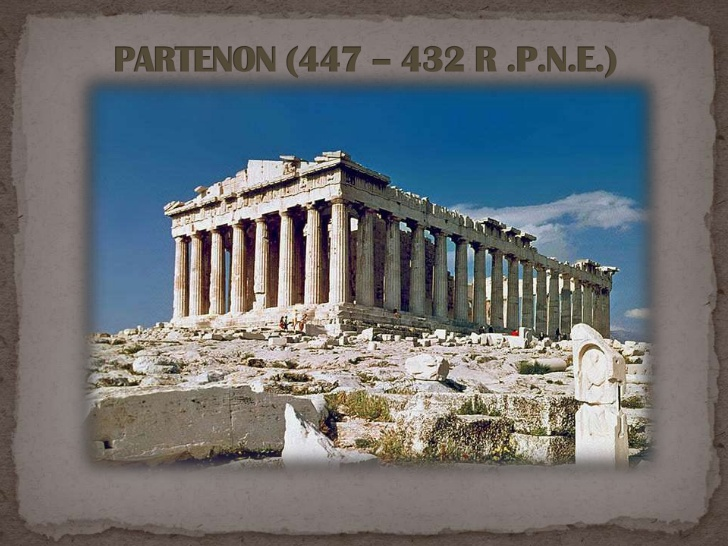 PARTENON (447 – 432 R .P.N.E.)